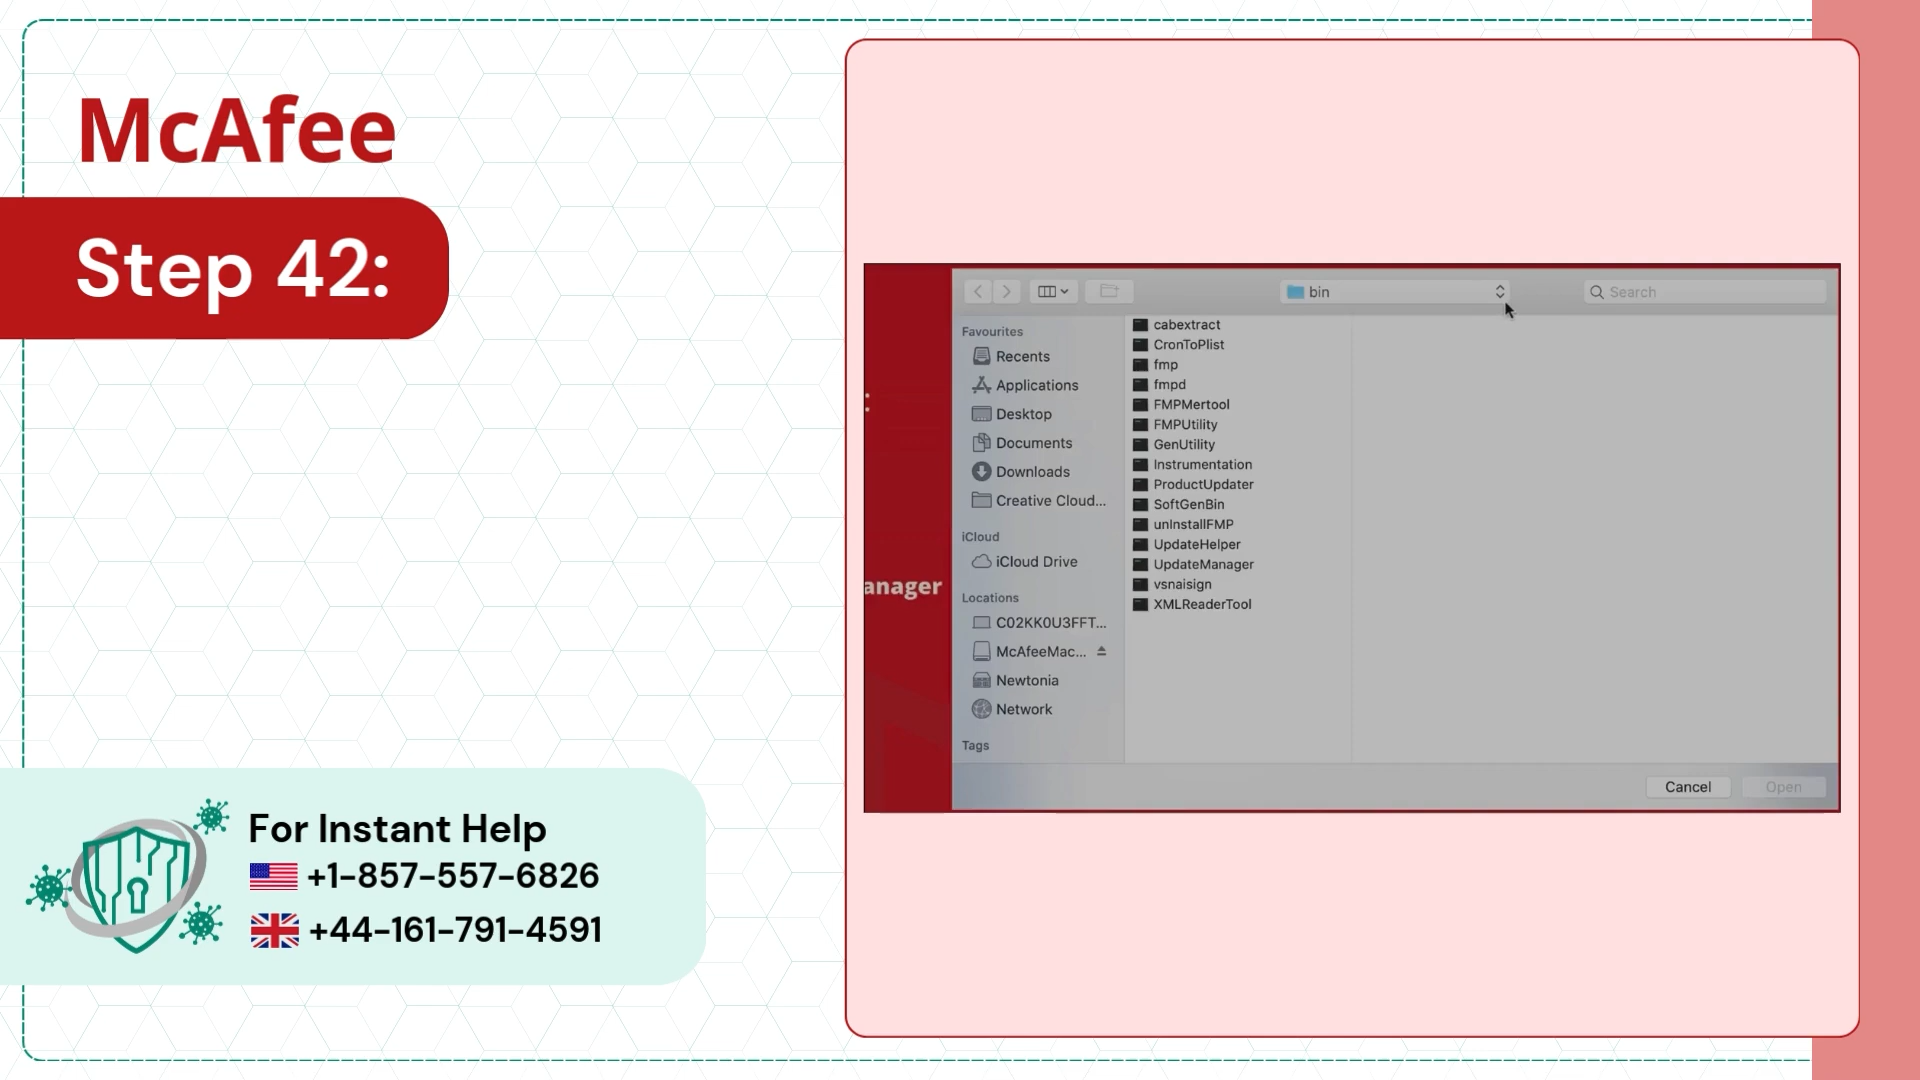 McAfee
Step 42:
For Instant Help
+1-857-557-6826
+44-161-791-4591
:
anager
bin
Search
Favourites
Recents
Applications
Desktop
Documents
Downloads
Creative Cloud...
iCloud
iCloud Drive
Locations
C02KK0U3FFT...
McAfeeMac...
Newtonia
Network
Tags
cabextract
CronToPlist
fmp
fmpd
FMPMertool
FMPUtility
GenUtility
Instrumentation
ProductUpdater
SoftGenBin
unInstallFMP
UpdateHelper
UpdateManager
vsnaisign
XMLReaderTool
Cancel
Open